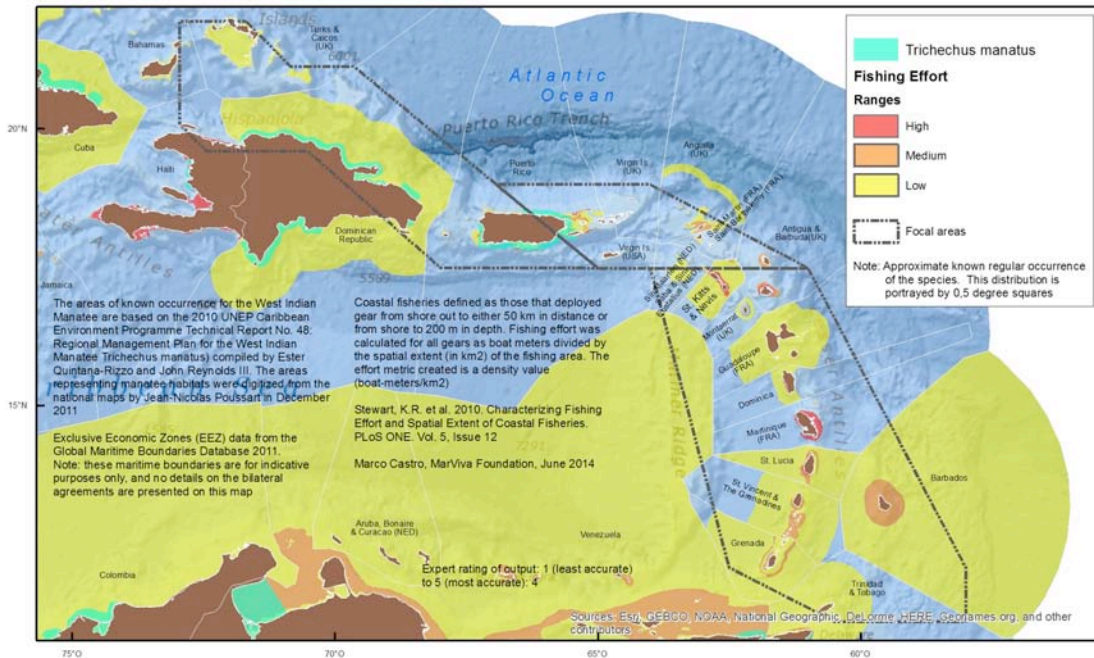 Islands
Turks &
Caicos
(UK)
Bahamas
6001
Atlantic
Ocean
20°N
Hispaniola
Puerto Rico Trench
Cuba
Haiti
Puerto
Rico
Virgin Is.
(UK)
Anguilla
(UK)
Saint Martin (FRA)
Dominican
Republic
Virgin Is.
(USA)
Antigua &
Barbuda(UK)
Antilles
5569
Jamaica
St. Kitts
& Nevis
Montserrat
(UK)
Guadaloupe
(FRA)
Dominica
Martinique
(FRA)
St. Lucia
St. Vincent &
The Grenadines
Grenada
Barbados
Trinidad
& Tobago
15°N
The areas of known occurrence for the West Indian
Manatee are based on the 2010 UNEP Caribbean
Environment Programme Technical Report No. 48:
Regional Management Plan for the West Indian
Manatee Trichechus manatus) compiled by Ester
Quintana-Rizzo and John Reynolds III. The areas
representing manatee habitats were digitized from the
national maps by Jean-Nicolas Poussart in December
2011
Exclusive Economic Zones (EEZ) data from the
Global Maritime Boundaries Database 2011.
Note: these maritime boundaries are for indicative
purposes only, and no details on the bilateral
agreements are presented on this map
Coastal fisheries defined as those that deployed
gear from shore out to either 50 km in distance or
from shore to 200 m in depth. Fishing effort was
calculated for all gears as boat meters divided by
the spatial extent (in km2) of the fishing area. The
effort metric created is a density value
(boat-meters/km2)
Stewart, K.R. et al. 2010. Characterizing Fishing
Effort and Spatial Extent of Coastal Fisheries.
PLoS ONE. Vol. 5, Issue 12
Marco Castro, MarViva Foundation, June 2014
Aruba, Bonaire
& Curacao (NED)
Venezuela
Colombia
Expert rating of output: 1 (least accurate)
to 5 (most accurate): 4
Sources: Esri, GEBCO, NOAA, National Geographic, DeLorme, HERE, Geonames.org, and other
contributors
75°O
70°O
65°O
60°O
Trichechus manatus
Fishing Effort
Ranges
High
Medium
Low
Focal areas
Note: Approximate known regular occurrence
of the species. This distribution is
portrayed by 0,5 degree squares